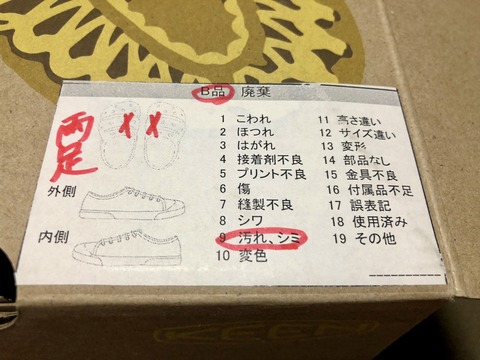 B品 廃棄
両足
外側
内側
1 こわれ
2 ほつれ
3 はがれ
4 接着剤不良
5 プリント不良
6 傷
7 縫製不良
8 シワ
9 汚れ、シミ
10 変色
11 高さ違い
12 サイズ違い
13 変形
14 部品なし
15 金具不良
16 付属品不足
17 誤表記
18 使用済み
19 その他
KEEN